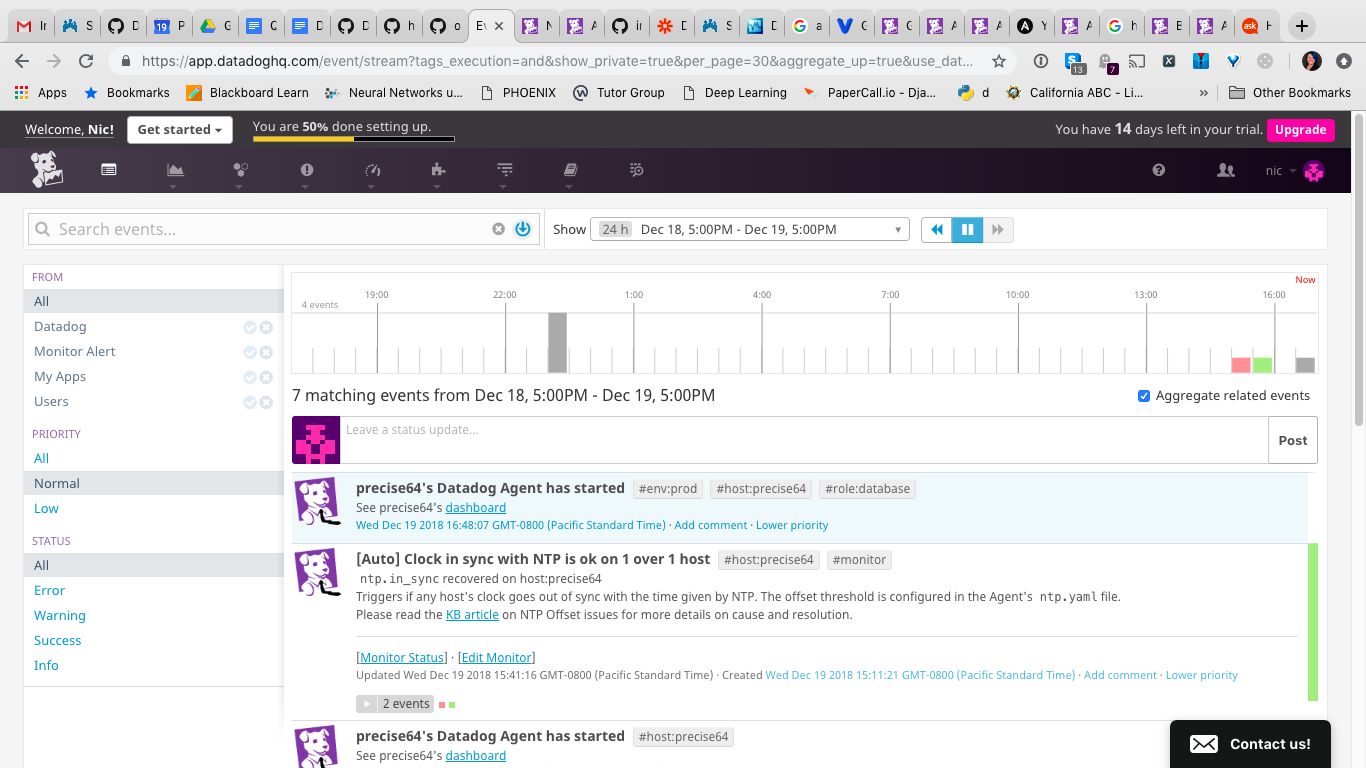 https://app.datadoghq.com/event/stream?tags_execution=and&show_private=true&per_page=30&aggregate_up=true&use_dat...
13
7
Apps
Bookmarks
Blackboard Learn
Neural Networks u...
PHOENIX
Tutor Group
Deep Learning
PaperCall.io - Dja...
d
California ABC - Li...
»
Other Bookmarks
Welcome, Nic!
Get started
You are 50% done setting up.
You have 14 days left in your trial.
Upgrade
nic
Search events...
Show
24 h
Dec 18, 5:00PM - Dec 19, 5:00PM
FROM
All
Datadog
Monitor Alert
My Apps
Users
PRIORITY
All
Normal
Low
STATUS
All
Error
Warning
Success
Info
Now
4 events
19:00
22:00
1:00
4:00
7:00
10:00
13:00
16:00
7 matching events from Dec 18, 5:00PM - Dec 19, 5:00PM
Aggregate related events
Leave a status update...
Post
precise64's Datadog Agent has started #env:prod #host:precise64 #role:database
See precise64's dashboard
Wed Dec 19 2018 16:48:07 GMT-0800 (Pacific Standard Time) · Add comment · Lower priority
[Auto] Clock in sync with NTP is ok on 1 over 1 host #host:precise64 #monitor
ntp.in_sync recovered on host:precise64
Triggers if any host's clock goes out of sync with the time given by NTP. The offset threshold is configured in the Agent's ntp.yaml file.
Please read the KB article on NTP Offset issues for more details on cause and resolution.
[Monitor Status] · [Edit Monitor]
Updated Wed Dec 19 2018 15:41:16 GMT-0800 (Pacific Standard Time) · Created Wed Dec 19 2018 15:11:21 GMT-0800 (Pacific Standard Time) · Add comment · Lower priority
2 events
precise64's Datadog Agent has started #host:precise64
See precise64's dashboard
Contact us!